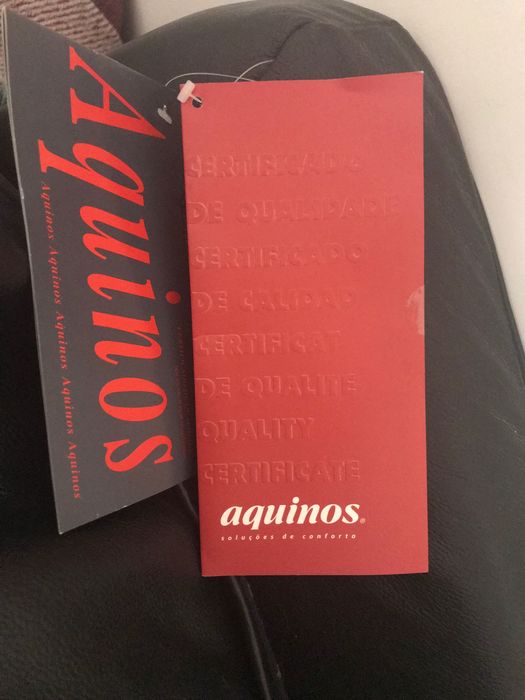 Aquinos
Aquinos Aquinos Aquinos Aquinos Aquinos
CERTIFICADO
DE QUALIDADE
CERTIFICADO
DE CALIDAD
CERTIFICAT
DE QUALITE
QUALITY
CERTIFICATE
aquinos®
soluções de conforto